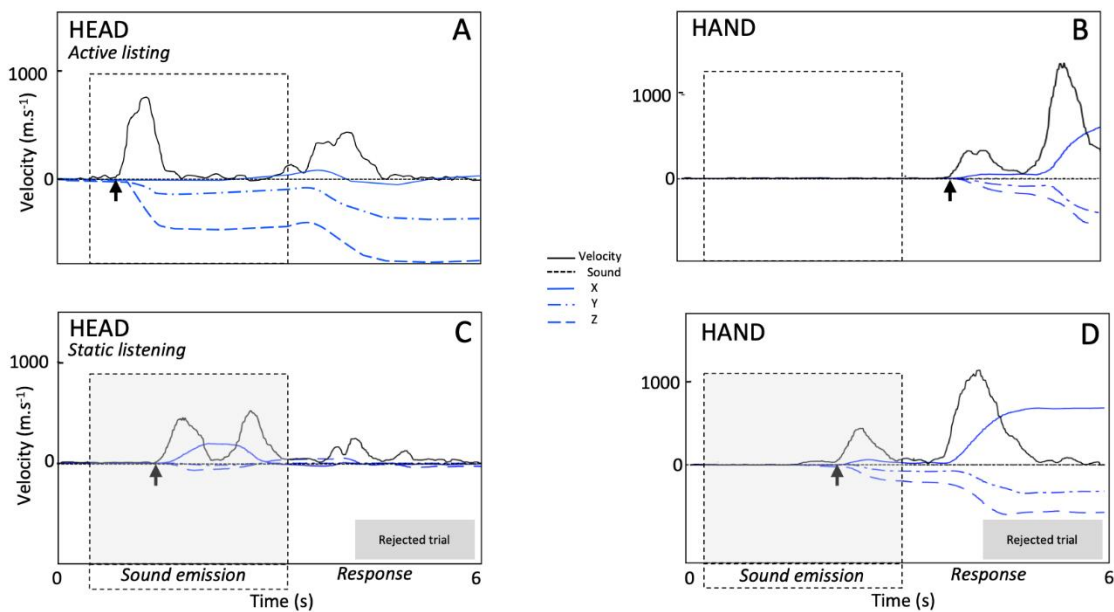 HEAD
Active listing
A
1000
0
Velocity (m.s-1)
HAND
B
1000
0
Velocity
Sound
X
Y
Z
HEAD
Static listening
C
1000
0
Velocity (m.s-1)
Rejected trial
0
Sound emission
Response
6
Time (s)
HAND
D
1000
0
Rejected trial
0
Sound emission
Response
6
Time (s)